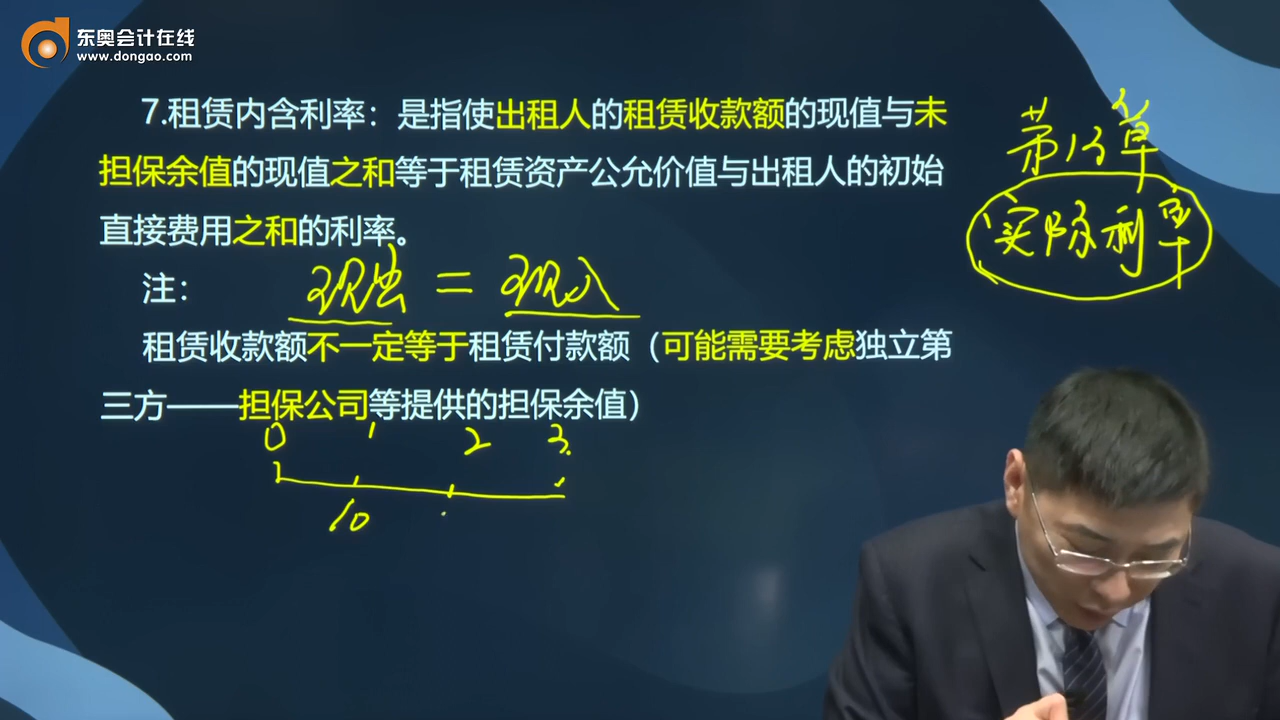 东奥会计在线
www.dongao.com
7.租赁内含利率：是指使出租人的租赁收款额的现值与未
担保余值的现值之和等于租赁资产公允价值与出租人的初始
直接费用之和的利率。
注：
现出 = 现入
租赁收款额不一定等于租赁付款额（可能需要考虑独立第
三方——担保公司等提供的担保余值）
0 1 2 3
10
第13章
实际利率